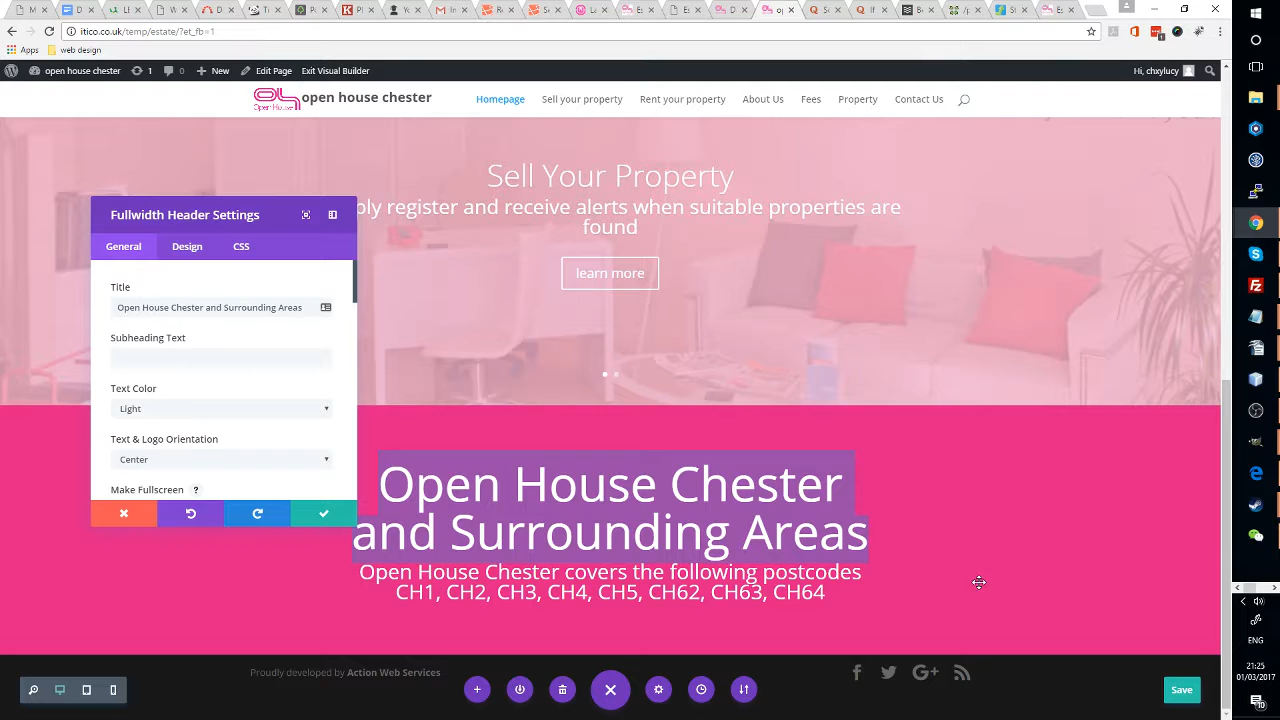 itico.co.uk/temp/estate/?et_fb=1
Apps
web design
open house chester
1
0
New
Edit Page
Exit Visual Builder
Hi, chxylucy
Open House
open house chester
Homepage
Sell your property
Rent your property
About Us
Fees
Property
Contact Us
Sell Your Property
ply register and receive alerts when suitable properties are
found
learn more
Fullwidth Header Settings
General
Design
CSS
Title
Open House Chester and Surrounding Areas
Subheading Text
Text Color
Light
Text & Logo Orientation
Center
Make Fullscreen
?
Open House Chester
and Surrounding Areas
Open House Chester covers the following postcodes
CH1, CH2, CH3, CH4, CH5, CH62, CH63, CH64
Proudly developed by Action Web Services
Save
ENG
21:25
01/03/2017